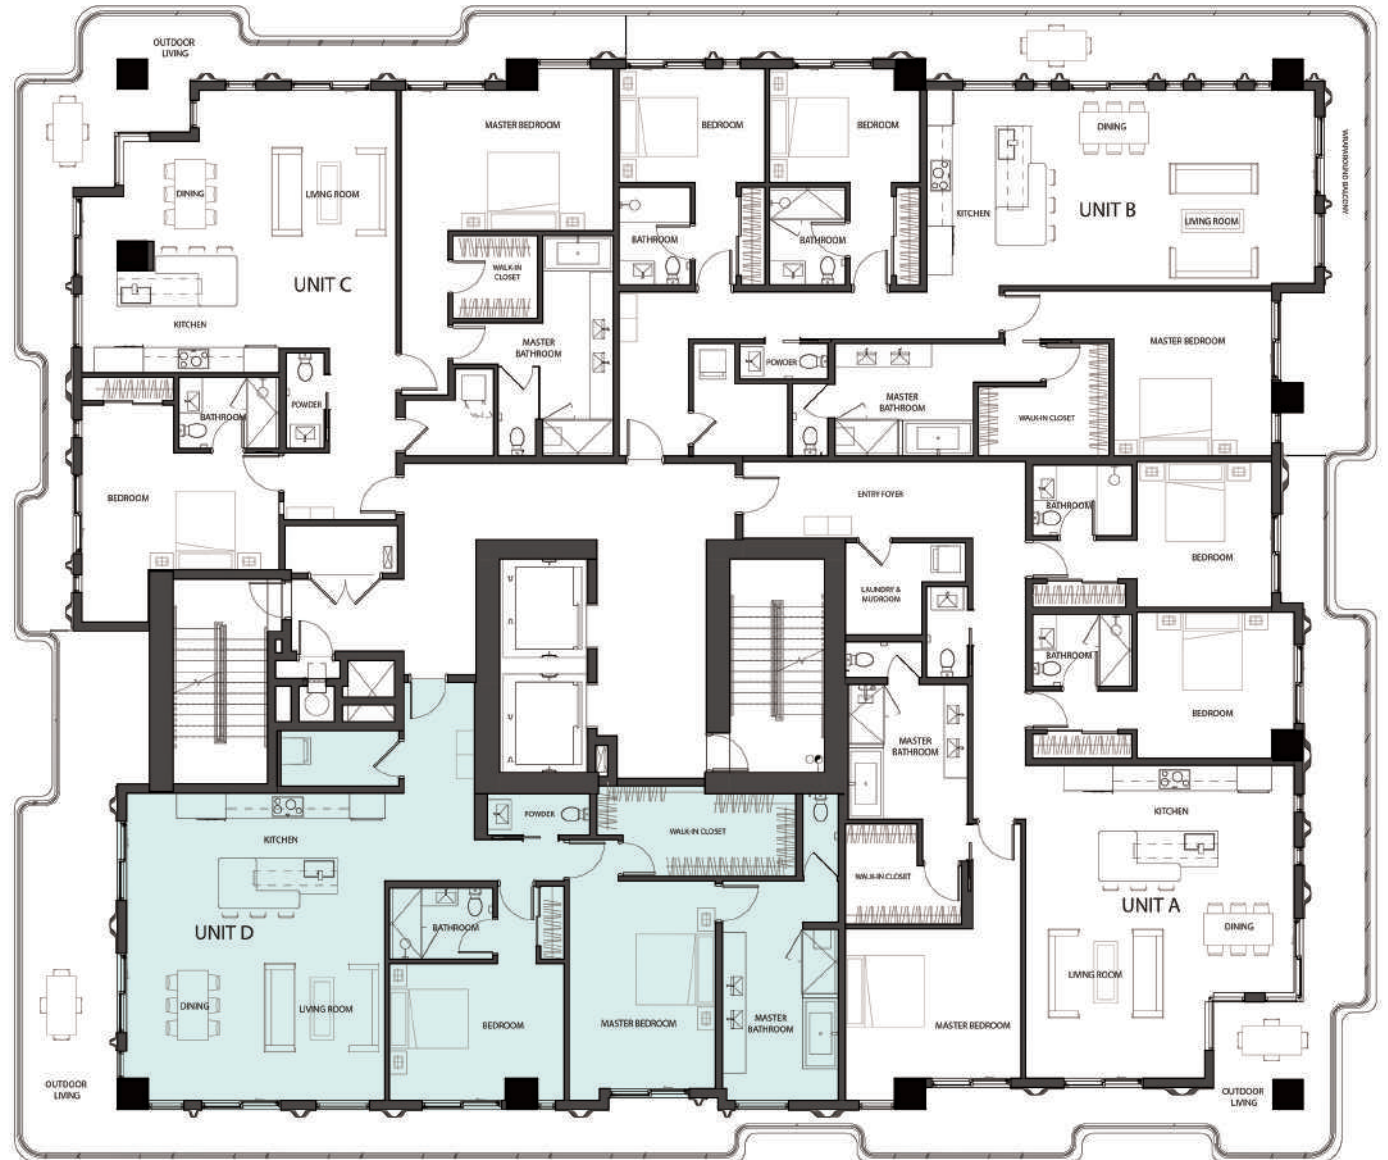 OUTDOOR
LIVING
MASTER BEDROOM
BEDROOM
BEDROOM
DINING
WRAPAROUND BALCONY
DINING
LIVING ROOM
KITCHEN
UNIT B
LIVING ROOM
BATHROOM
BATHROOM
WALK-IN
CLOSET
UNIT C
KITCHEN
MASTER
BATHROOM
MASTER BEDROOM
POWDER
POWDER
BATHROOM
MASTER
BATHROOM
WALK-IN CLOSET
BEDROOM
ENTRY FOYER
BATHROOM
BEDROOM
LAUNDRY &
MUDROOM
BATHROOM
BEDROOM
MASTER
BATHROOM
KITCHEN
POWDER
WALK-IN CLOSET
KITCHEN
WALK-IN CLOSET
UNIT A
UNIT D
BATHROOM
DINING
LIVING ROOM
DINING
LIVING ROOM
BEDROOM
MASTER BEDROOM
MASTER
BATHROOM
MASTER BEDROOM
OUTDOOR
LIVING
OUTDOOR
LIVING